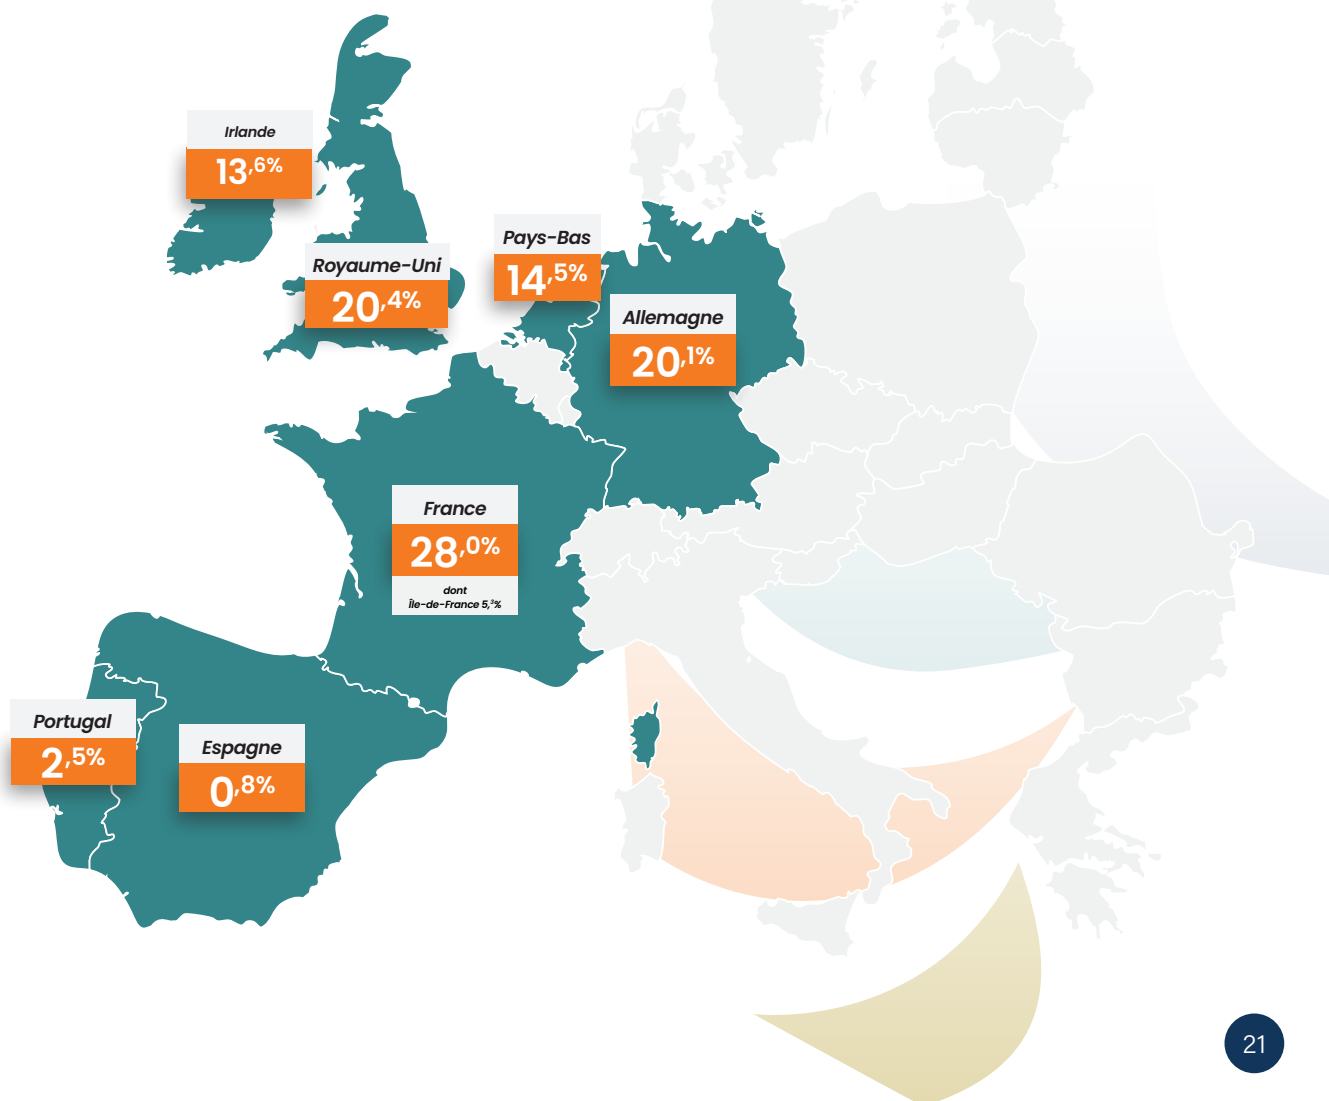 Irlande
13,6%
Royaume-Uni
20,4%
Pays-Bas
14,5%
Allemagne
20,1%
France
28,0%
dont
Île-de-France 5,3%
Portugal
2,5%
Espagne
0,8%
21